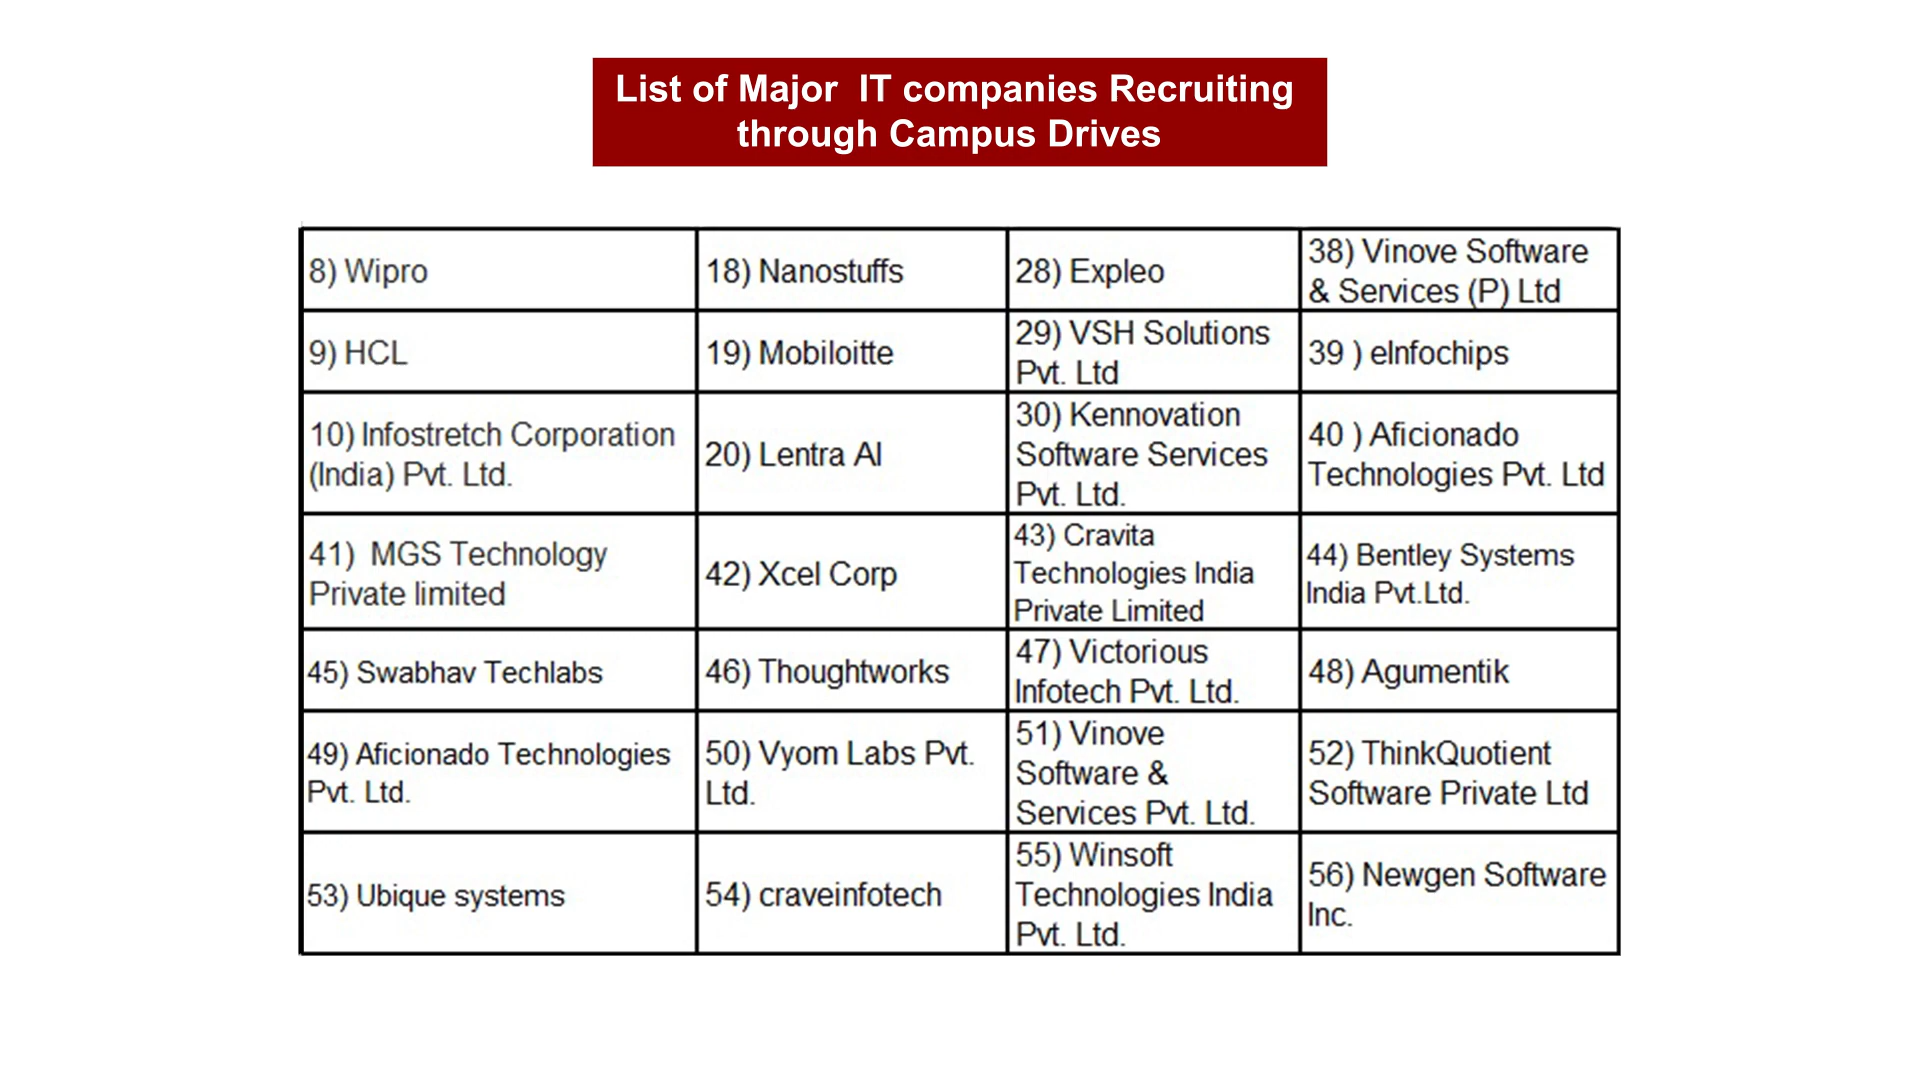 List of Major  IT companies Recruiting
through Campus Drives
8) Wipro
18) Nanostuffs
28) Expleo
38) Vinove Software
& Services (P) Ltd
9) HCL
19) Mobiloitte
29) VSH Solutions
Pvt. Ltd
39 ) eInfochips
10) Infostretch Corporation
(India) Pvt. Ltd.
20) Lentra AI
30) Kennovation
Software Services
Pvt. Ltd.
40 ) Aficionado
Technologies Pvt. Ltd
41)  MGS Technology
Private limited
42) Xcel Corp
43) Cravita
Technologies India
Private Limited
44) Bentley Systems
India Pvt.Ltd.
45) Swabhav Techlabs
46) Thoughtworks
47) Victorious
Infotech Pvt. Ltd.
48) Agumentik
49) Aficionado Technologies
Pvt. Ltd.
50) Vyom Labs Pvt.
Ltd.
51) Vinove
Software &
Services Pvt. Ltd.
52) ThinkQuotient
Software Private Ltd
53) Ubique systems
54) craveinfotech
55) Winsoft
Technologies India
Pvt. Ltd.
56) Newgen Software
Inc.